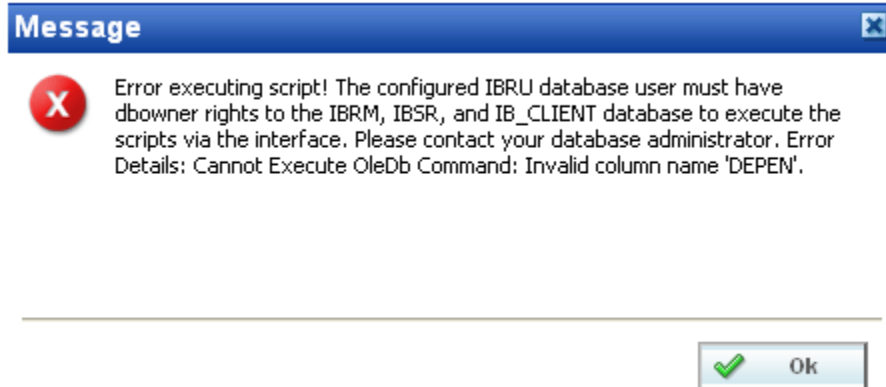 Message
Error executing script! The configured IBRU database user must have
dbowner rights to the IBRM, IBSR, and IB_CLIENT database to execute the
scripts via the interface. Please contact your database administrator. Error
Details: Cannot Execute OleDb Command: Invalid column name 'DEPEN'.
Ok